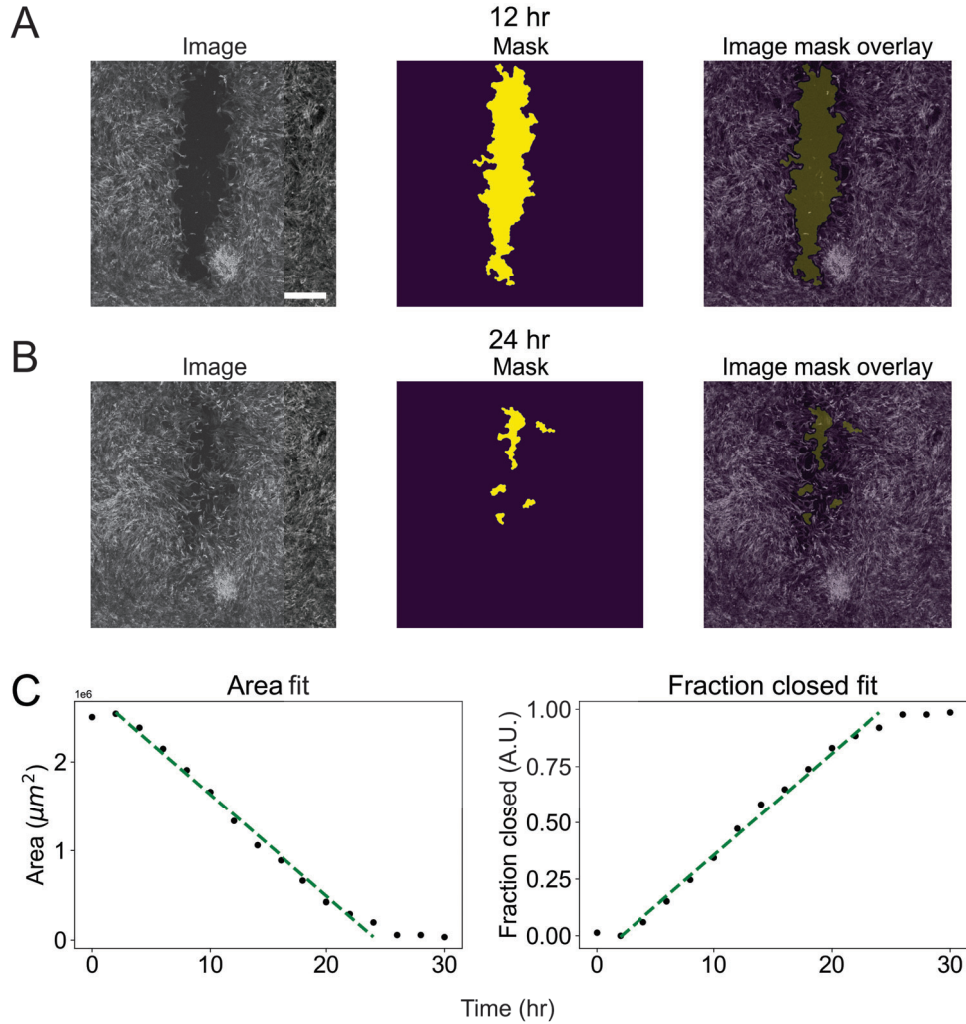 A
12 hr
Image
Mask
Image mask overlay
B
24 hr
Image
Mask
Image mask overlay
C
Area fit
1e6
Area (μm²)
2
1
0
0 10 20 30
Fraction closed fit
Fraction closed (A.U.)
1.00
0.75
0.50
0.25
0.00
0 10 20 30
Time (hr)